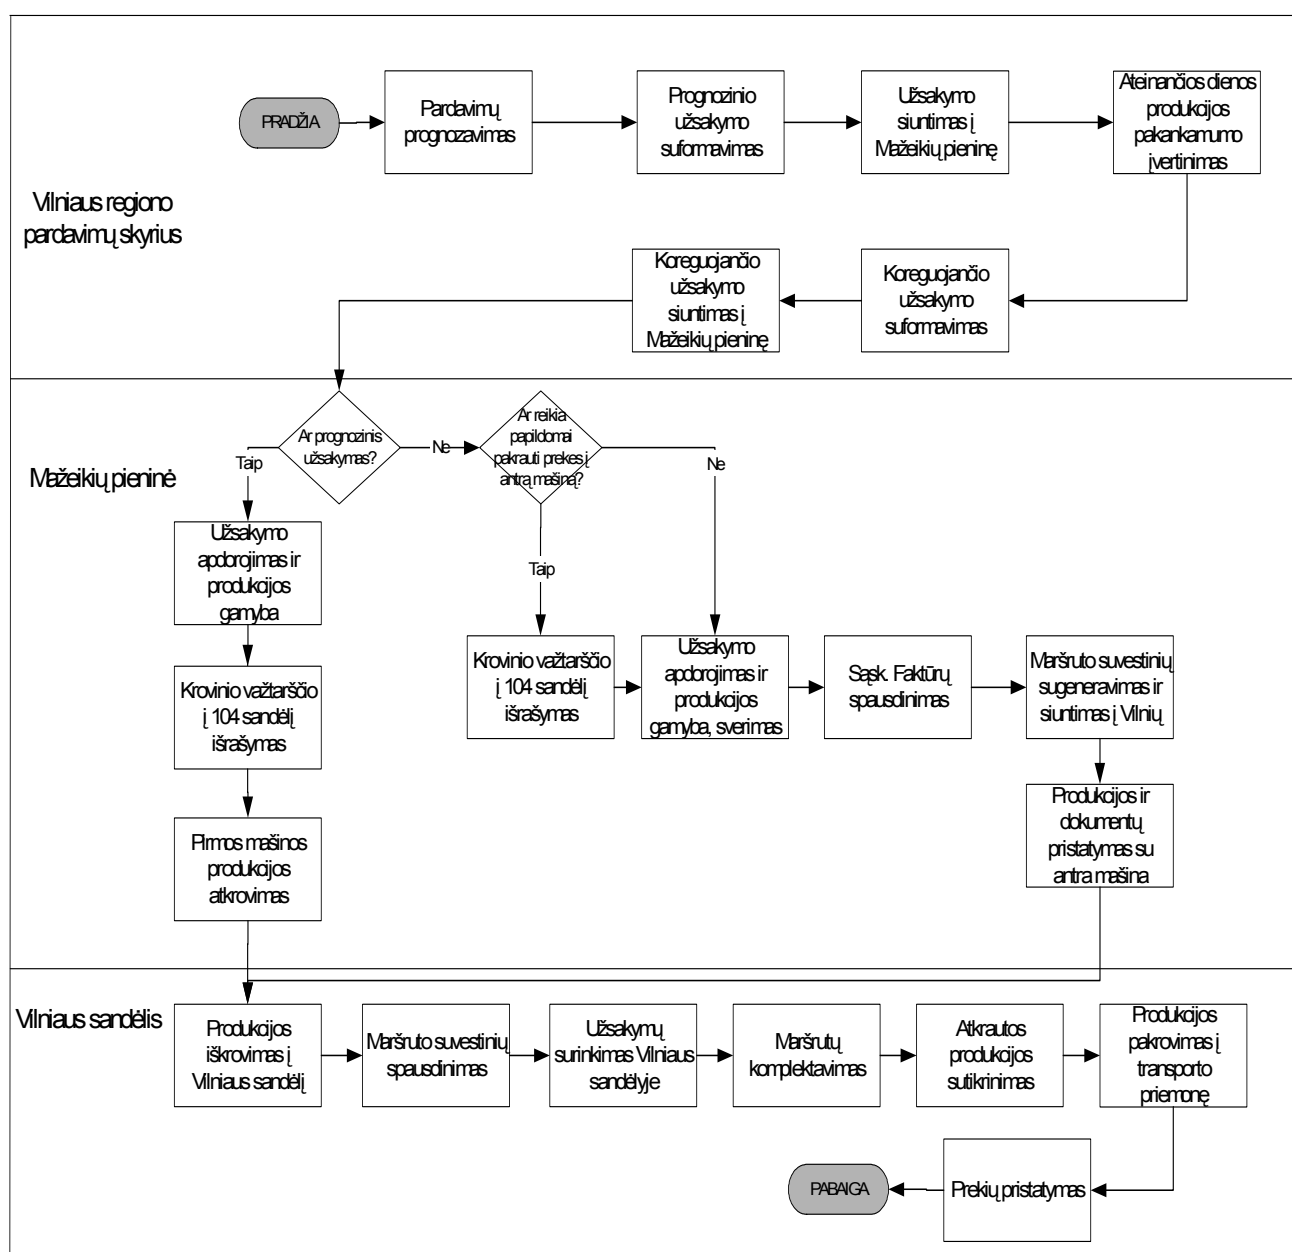 PRADŽIA
Pardavimų
prognozavimas
Prognozinio
užsakymo
suformavimas
Užsakymo
siuntimas į
Mažeikių pieninę
Ateinančios dienos
produkcijos
pakankamumo
įvertinimas
Vilniaus regiono
pardavimų skyrius
Koreguojančio
užsakymo
siuntimas į
Mažeikių pieninę
Koreguojančio
užsakymo
suformavimas
Mažeikių pieninė
Ar prognozinis
užsakymas?
Taip
Ne
Ar reikia
papildomai
pakrauti prekes į
antrą mašiną?
Ne
Taip
Užsakymo
apdorojimas ir
produkcijos
gamyba
Krovinio važtarščio
į 104 sandėlį
išrašymas
Pirmos mašinos
produkcijos
atkrovimas
Krovinio važtarščio
į 104 sandėlį
išrašymas
Užsakymo
apdorojimas ir
produkcijos
gamyba, svėrimas
Sąsk. Faktūrų
spausdinimas
Maršruto suvestinių
sugeneravimas ir
siuntimas į Vilnių
Produkcijos ir
dokumentų
pristatymas su
antra mašina
Vilniaus sandėlis
Produkcijos
iškrovimas į
Vilniaus sandėlį
Maršruto suvestinių
spausdinimas
Užsakymų
surinkimas Vilniaus
sandėlyje
Maršrutų
komplektavimas
Atkrautos
produkcijos
sutikrinimas
Produkcijos
pakrovimas į
transporto
priemonę
Prekių pristatymas
PABAIGA